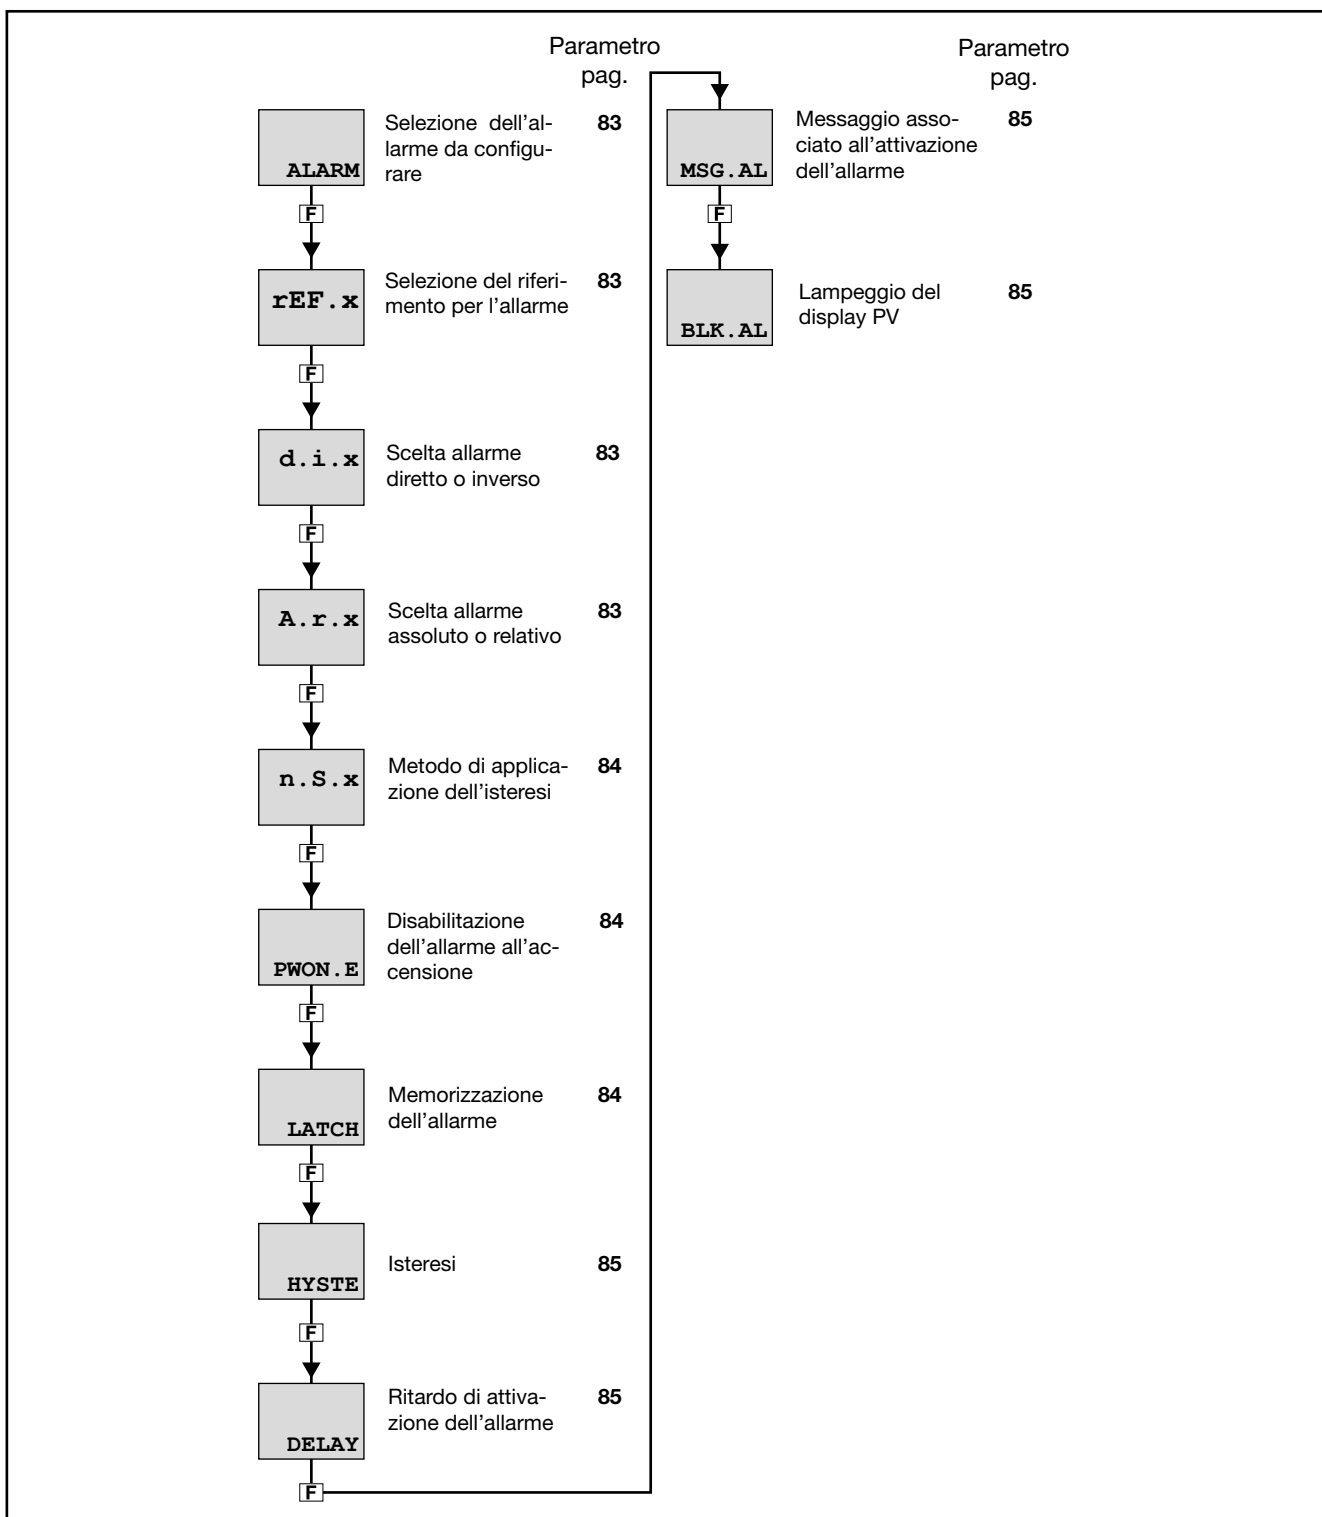 Parametro
pag.
ALARM
Selezione dell'al-
larme da configu-
rare
83
F
rEF.x
Selezione del riferi-
mento per l'allarme
83
F
d.i.x
Scelta allarme
diretto o inverso
83
F
A.r.x
Scelta allarme
assoluto o relativo
83
F
n.S.x
Metodo di applica-
zione dell'isteresi
84
F
PWON.E
Disabilitazione
dell'allarme all'ac-
censione
84
F
LATCH
Memorizzazione
dell'allarme
84
F
HYSTE
Isteresi
85
F
DELAY
Ritardo di attiva-
zione dell'allarme
85
F
Parametro
pag.
MSG.AL
Messaggio asso-
ciato all'attivazione
dell'allarme
85
F
BLK.AL
Lampeggio del
display PV
85